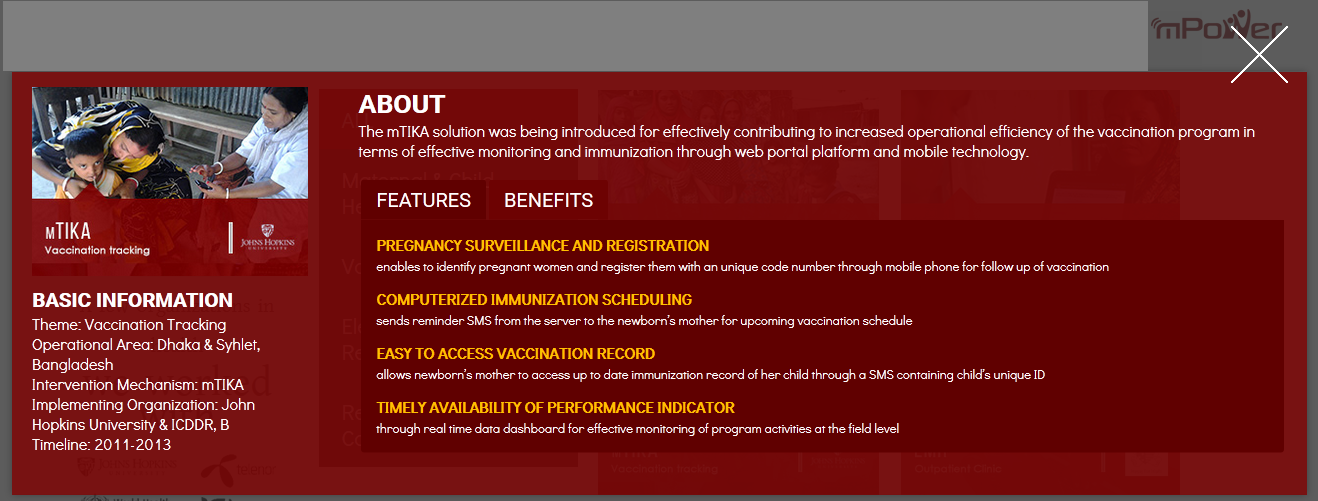 mPower
ABOUT
The mTIKA solution was being introduced for effectively contributing to increased operational efficiency of the vaccination program in
terms of effective monitoring and immunization through web portal platform and mobile technology.
mTIKA
Vaccination tracking
JOHNS HOPKINS
UNIVERSITY
FEATURES
BENEFITS
PREGNANCY SURVEILLANCE AND REGISTRATION
enables to identify pregnant women and register them with an unique code number through mobile phone for follow up of vaccination
COMPUTERIZED IMMUNIZATION SCHEDULING
sends reminder SMS from the server to the newborn's mother for upcoming vaccination schedule
EASY TO ACCESS VACCINATION RECORD
allows newborn's mother to access up to date immunization record of her child through a SMS containing child's unique ID
TIMELY AVAILABILITY OF PERFORMANCE INDICATOR
through real time data dashboard for effective monitoring of program activities at the field level
BASIC INFORMATION
Theme: Vaccination Tracking
Operational Area: Dhaka & Syhlet,
Bangladesh
Intervention Mechanism: mTIKA
Implementing Organization: John
Hopkins University & ICDDR, B
Timeline: 2011-2013
Maternal & Child
Vaccination tracking
Outpatient Clinic